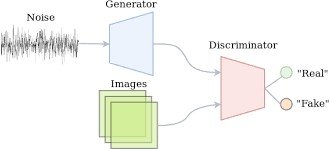 Generator
Noise
Discriminator
"Real"
Images
"Fake"